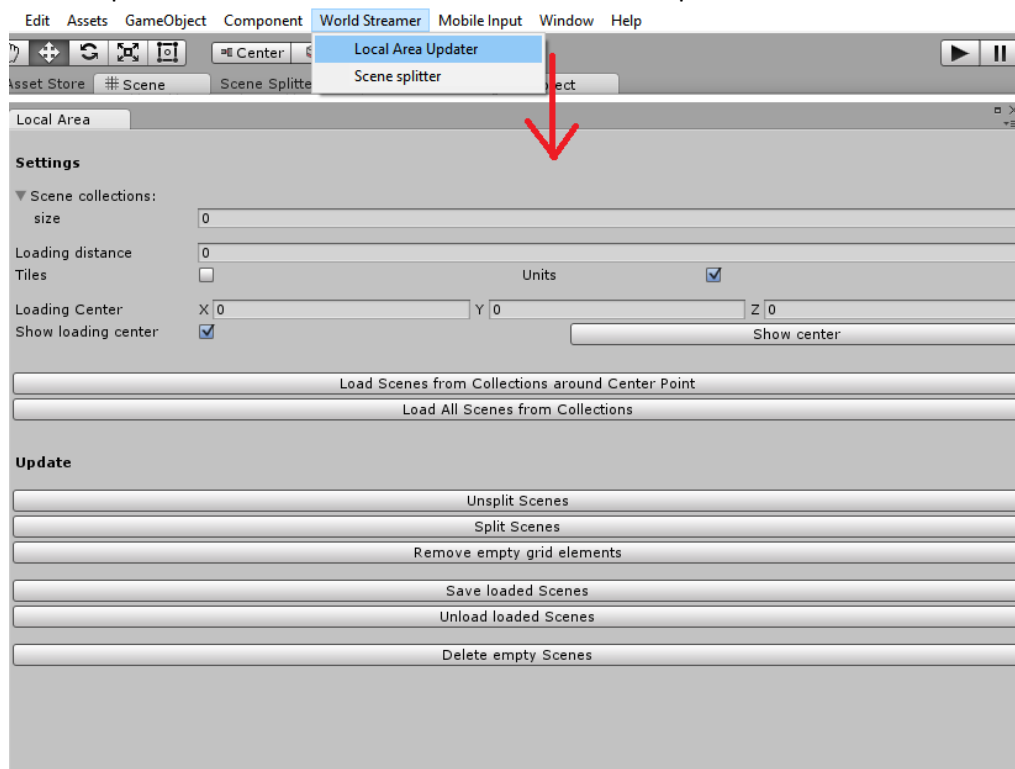 Edit Assets GameObject Component World Streamer Mobile Input Window Help
Center Local Area Updater
Asset Store Scene Scene Splitte Scene splitter
Local Area
Settings
Scene collections:
size 0
Loading distance 0
Tiles Units
Loading Center X 0 Y 0 Z 0
Show loading center Show center
Load Scenes from Collections around Center Point
Load All Scenes from Collections
Update
Unsplit Scenes
Split Scenes
Remove empty grid elements
Save loaded Scenes
Unload loaded Scenes
Delete empty Scenes